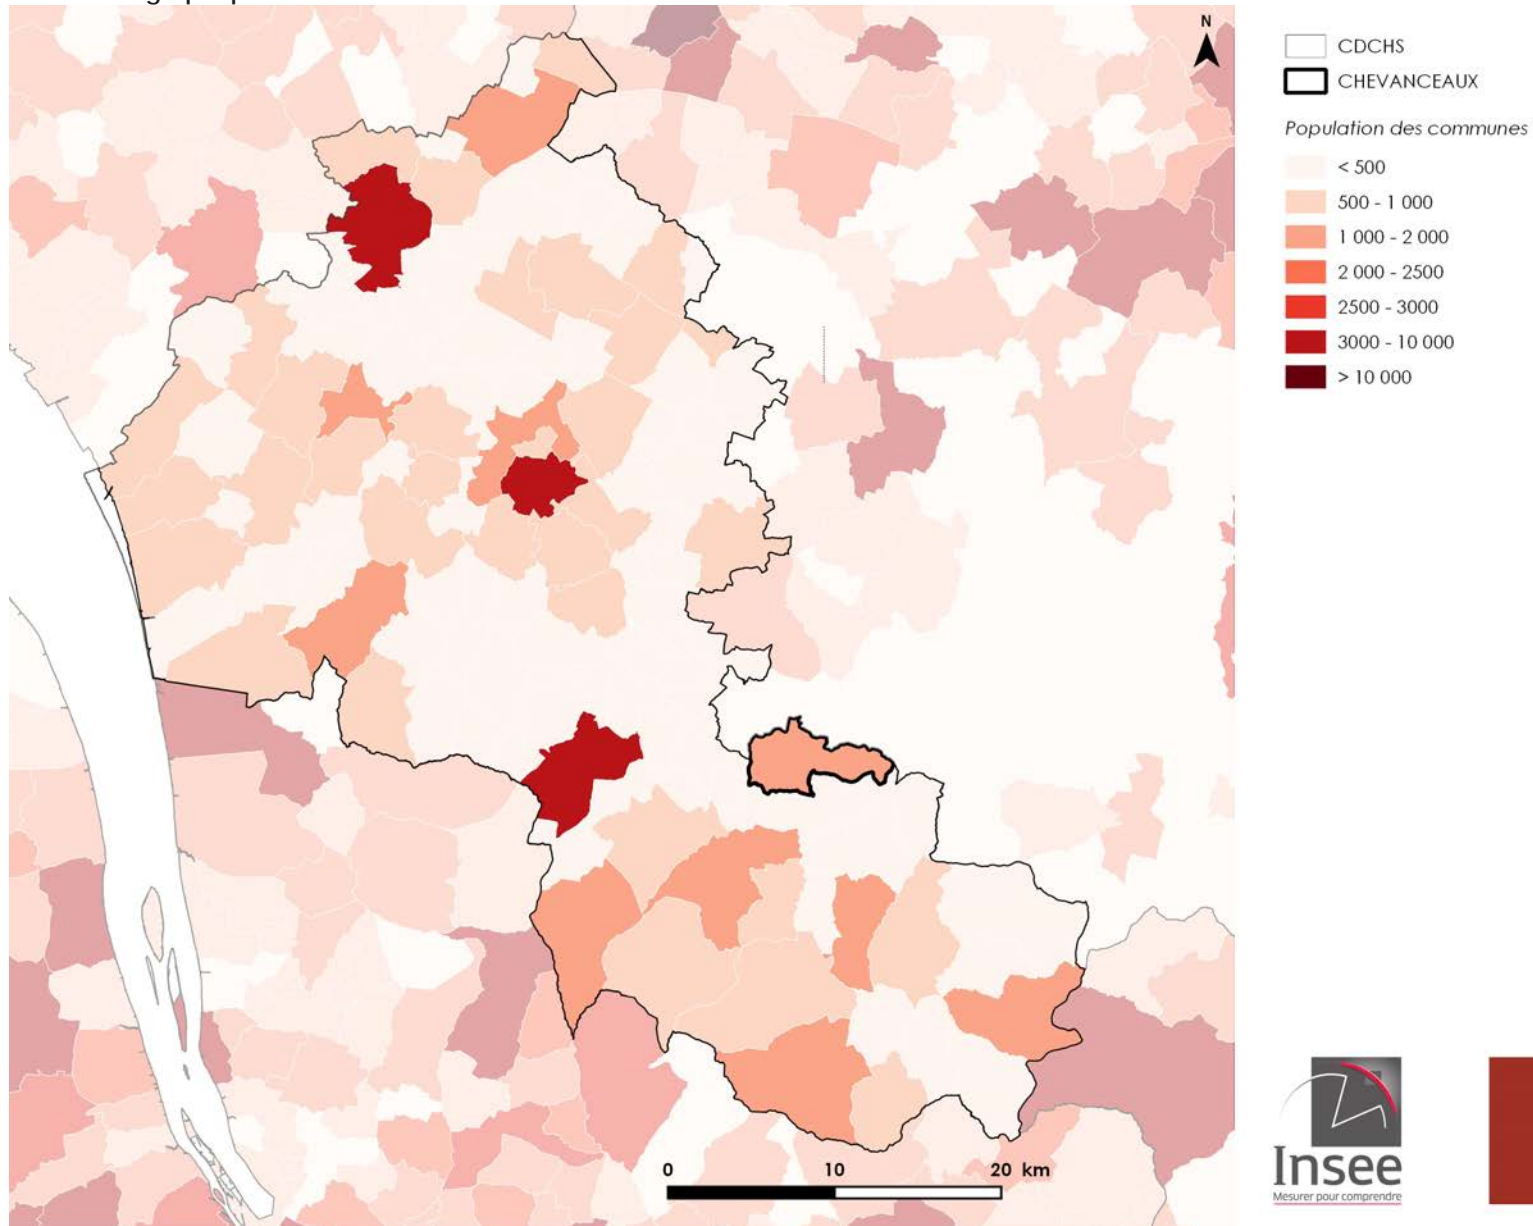 N
CDCHS
CHEVANCEAUX
Population des communes
< 500
500 - 1 000
1 000 - 2 000
2 000 - 2500
2500 - 3000
3000 - 10 000
> 10 000
0 10 20 km
Insee
Mesurer pour comprendre